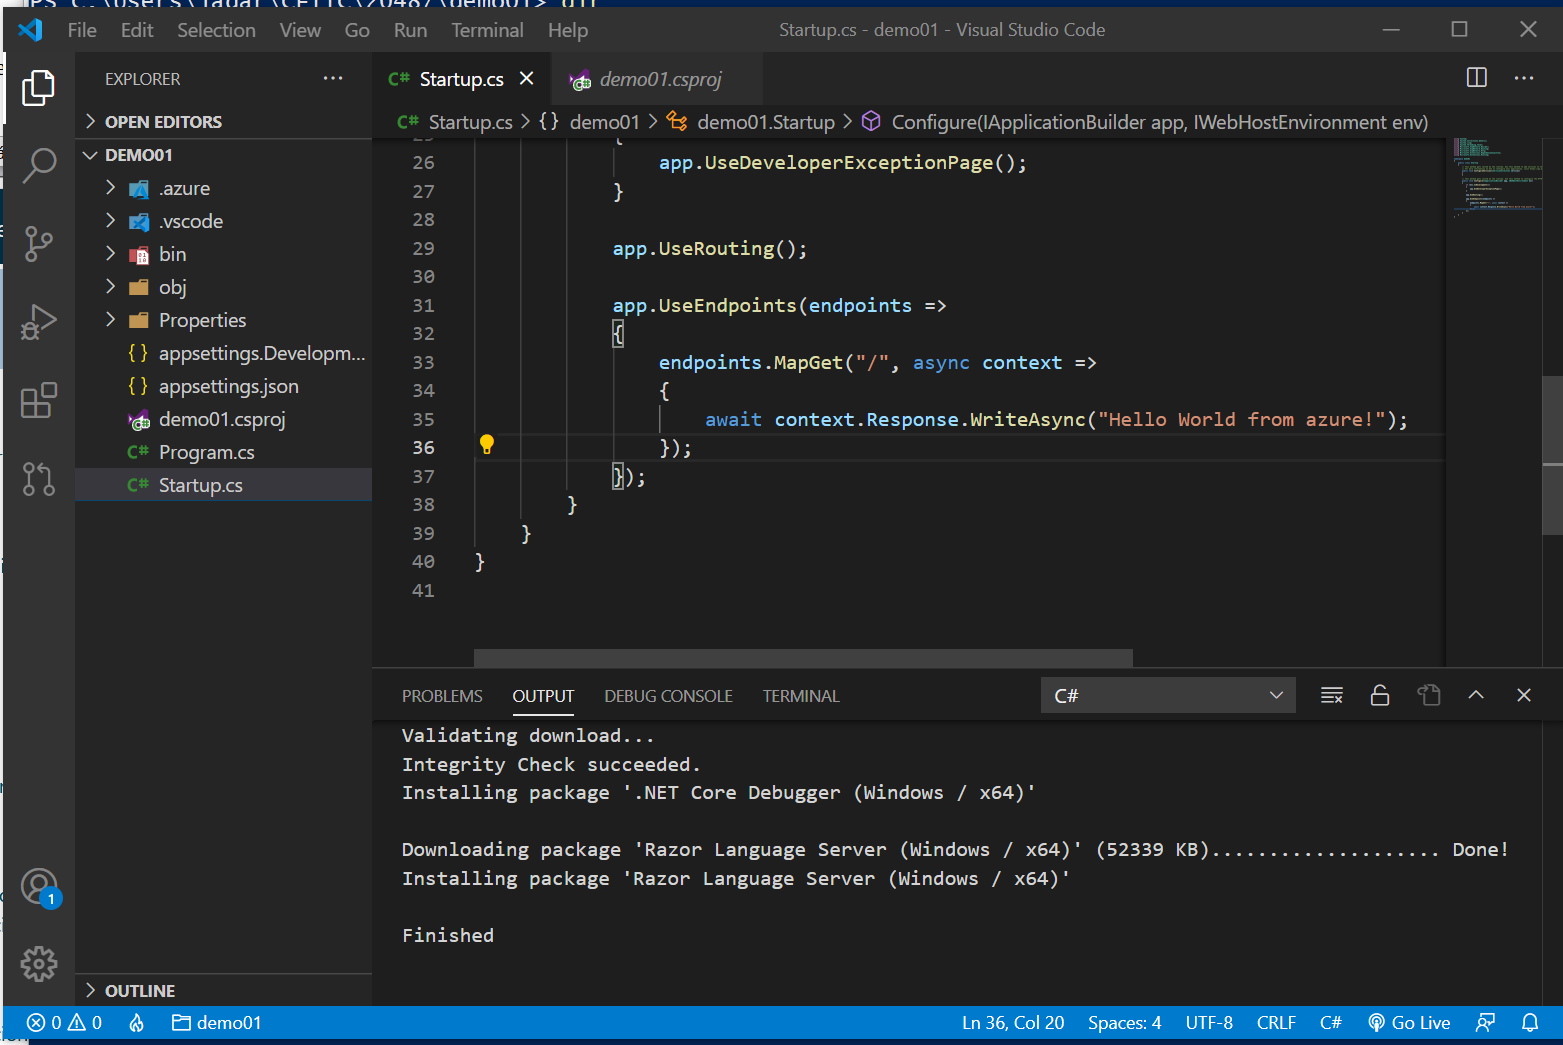 PS C:\Users\jadar\CETIC\20487\demo01> dir
File Edit Selection View Go Run Terminal Help
Startup.cs - demo01 - Visual Studio Code
EXPLORER
OPEN EDITORS
DEMO01
.azure
.vscode
bin
obj
Properties
{} appsettings.Developm...
{} appsettings.json
demo01.csproj
C# Program.cs
C# Startup.cs
OUTLINE
C# Startup.cs
demo01.csproj
C# Startup.cs > {} demo01 > demo01.Startup > Configure(IApplicationBuilder app, IWebHostEnvironment env)
26 app.UseDeveloperExceptionPage();
27 }
28
29 app.UseRouting();
30
31 app.UseEndpoints(endpoints =>
32 {
33 endpoints.MapGet("/", async context =>
34 {
35 await context.Response.WriteAsync("Hello World from azure!");
36 });
37 });
38 }
39 }
40 }
41
PROBLEMS OUTPUT DEBUG CONSOLE TERMINAL
C#
Validating download...
Integrity Check succeeded.
Installing package '.NET Core Debugger (Windows / x64)'
Downloading package 'Razor Language Server (Windows / x64)' (52339 KB).................... Done!
Installing package 'Razor Language Server (Windows / x64)'
Finished
1
0 0 demo01 Ln 36, Col 20 Spaces: 4 UTF-8 CRLF C# Go Live